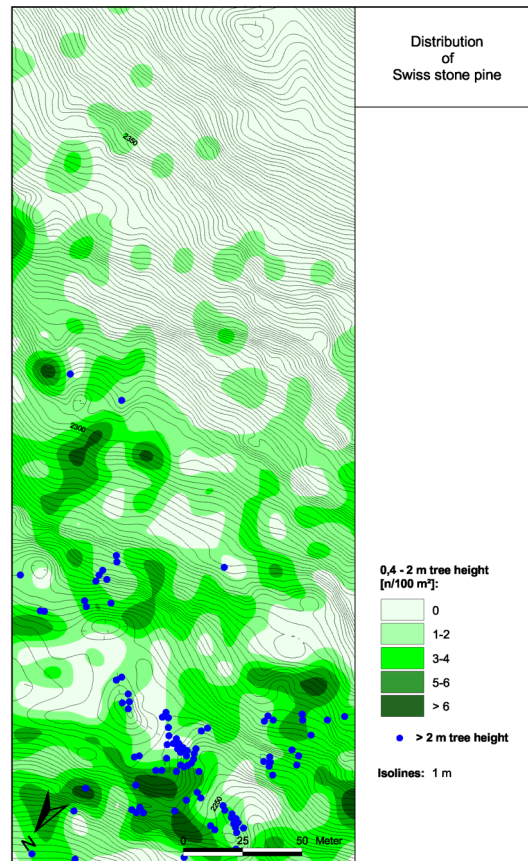 Distribution
of
Swiss stone pine
2350
2300
0,4 - 2 m tree height
[n/100 m²]:
0
1-2
3-4
5-6
> 6
> 2 m tree height
Isolines: 1 m
2250
N
0 25 50 Meter